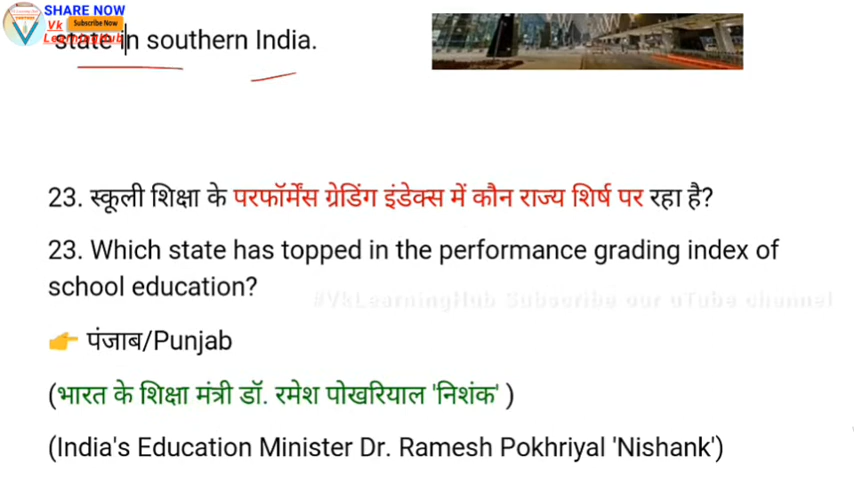 SHARE NOW
Vk
Subscribe Now
LearningHub
state in southern India.
23. स्कूली शिक्षा के परफॉर्मेंस ग्रेडिंग इंडेक्स में कौन राज्य शिर्ष पर रहा है?
23. Which state has topped in the performance grading index of
school education?
#VkLearningHub Subscribe our uTube channel
👉 पंजाब/Punjab
(भारत के शिक्षा मंत्री डॉ. रमेश पोखरियाल 'निशंक' )
(India's Education Minister Dr. Ramesh Pokhriyal 'Nishank')